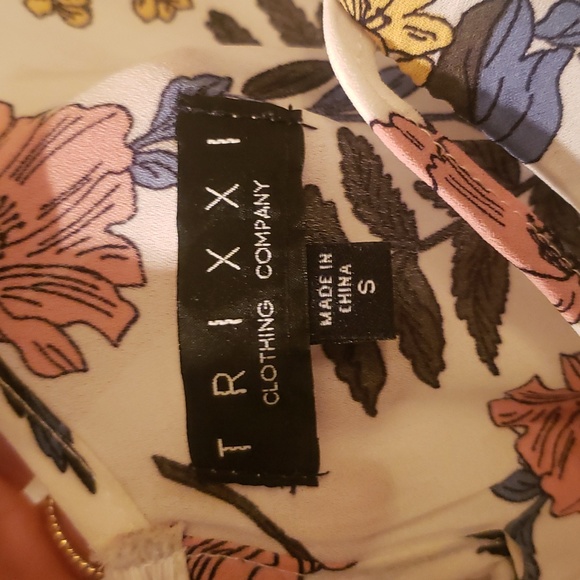 TRIXXI
CLOTHING COMPANY
MADE IN
CHINA
S